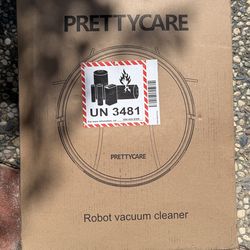 PRETTYCARE
UN 3481
PRETTYCARE
Robot vacuum cleaner